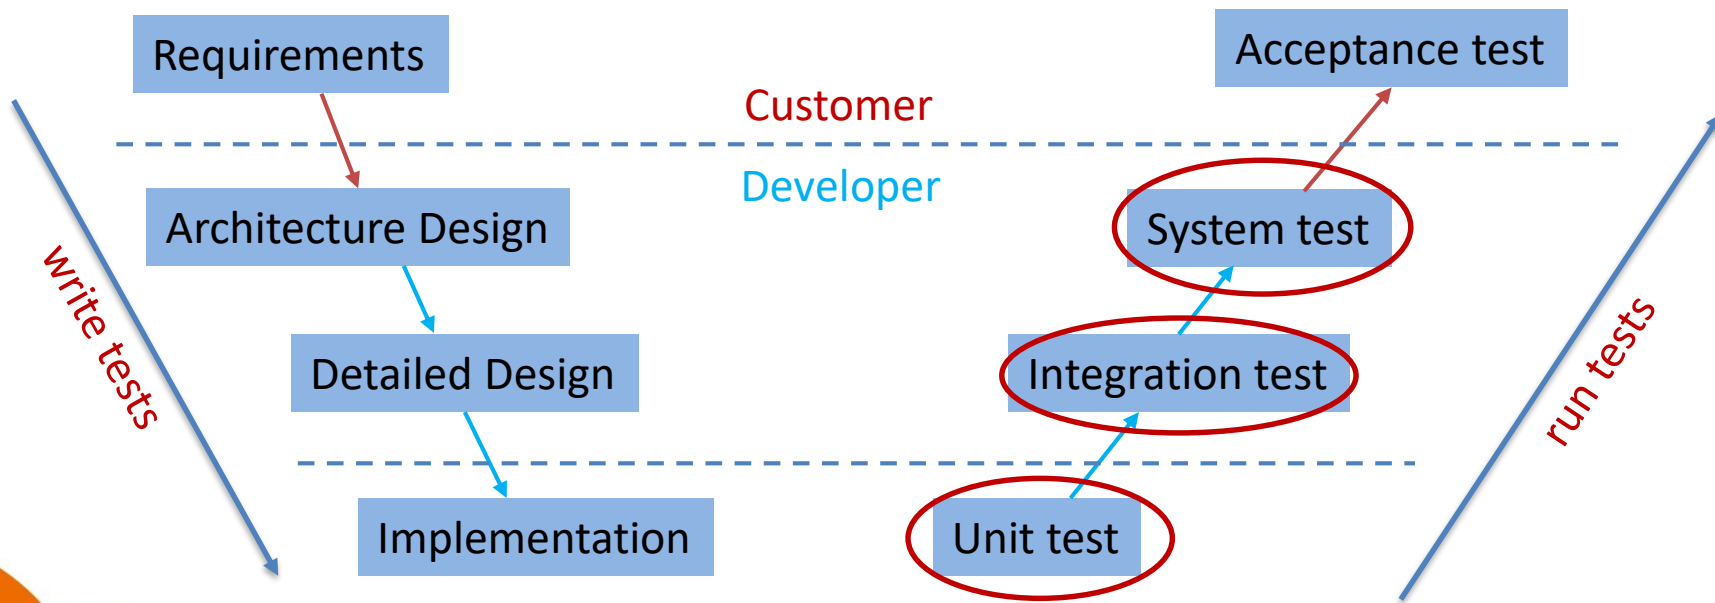 Requirements
Acceptance test
Customer
Developer
Architecture Design
System test
write tests
Detailed Design
Integration test
run tests
Implementation
Unit test